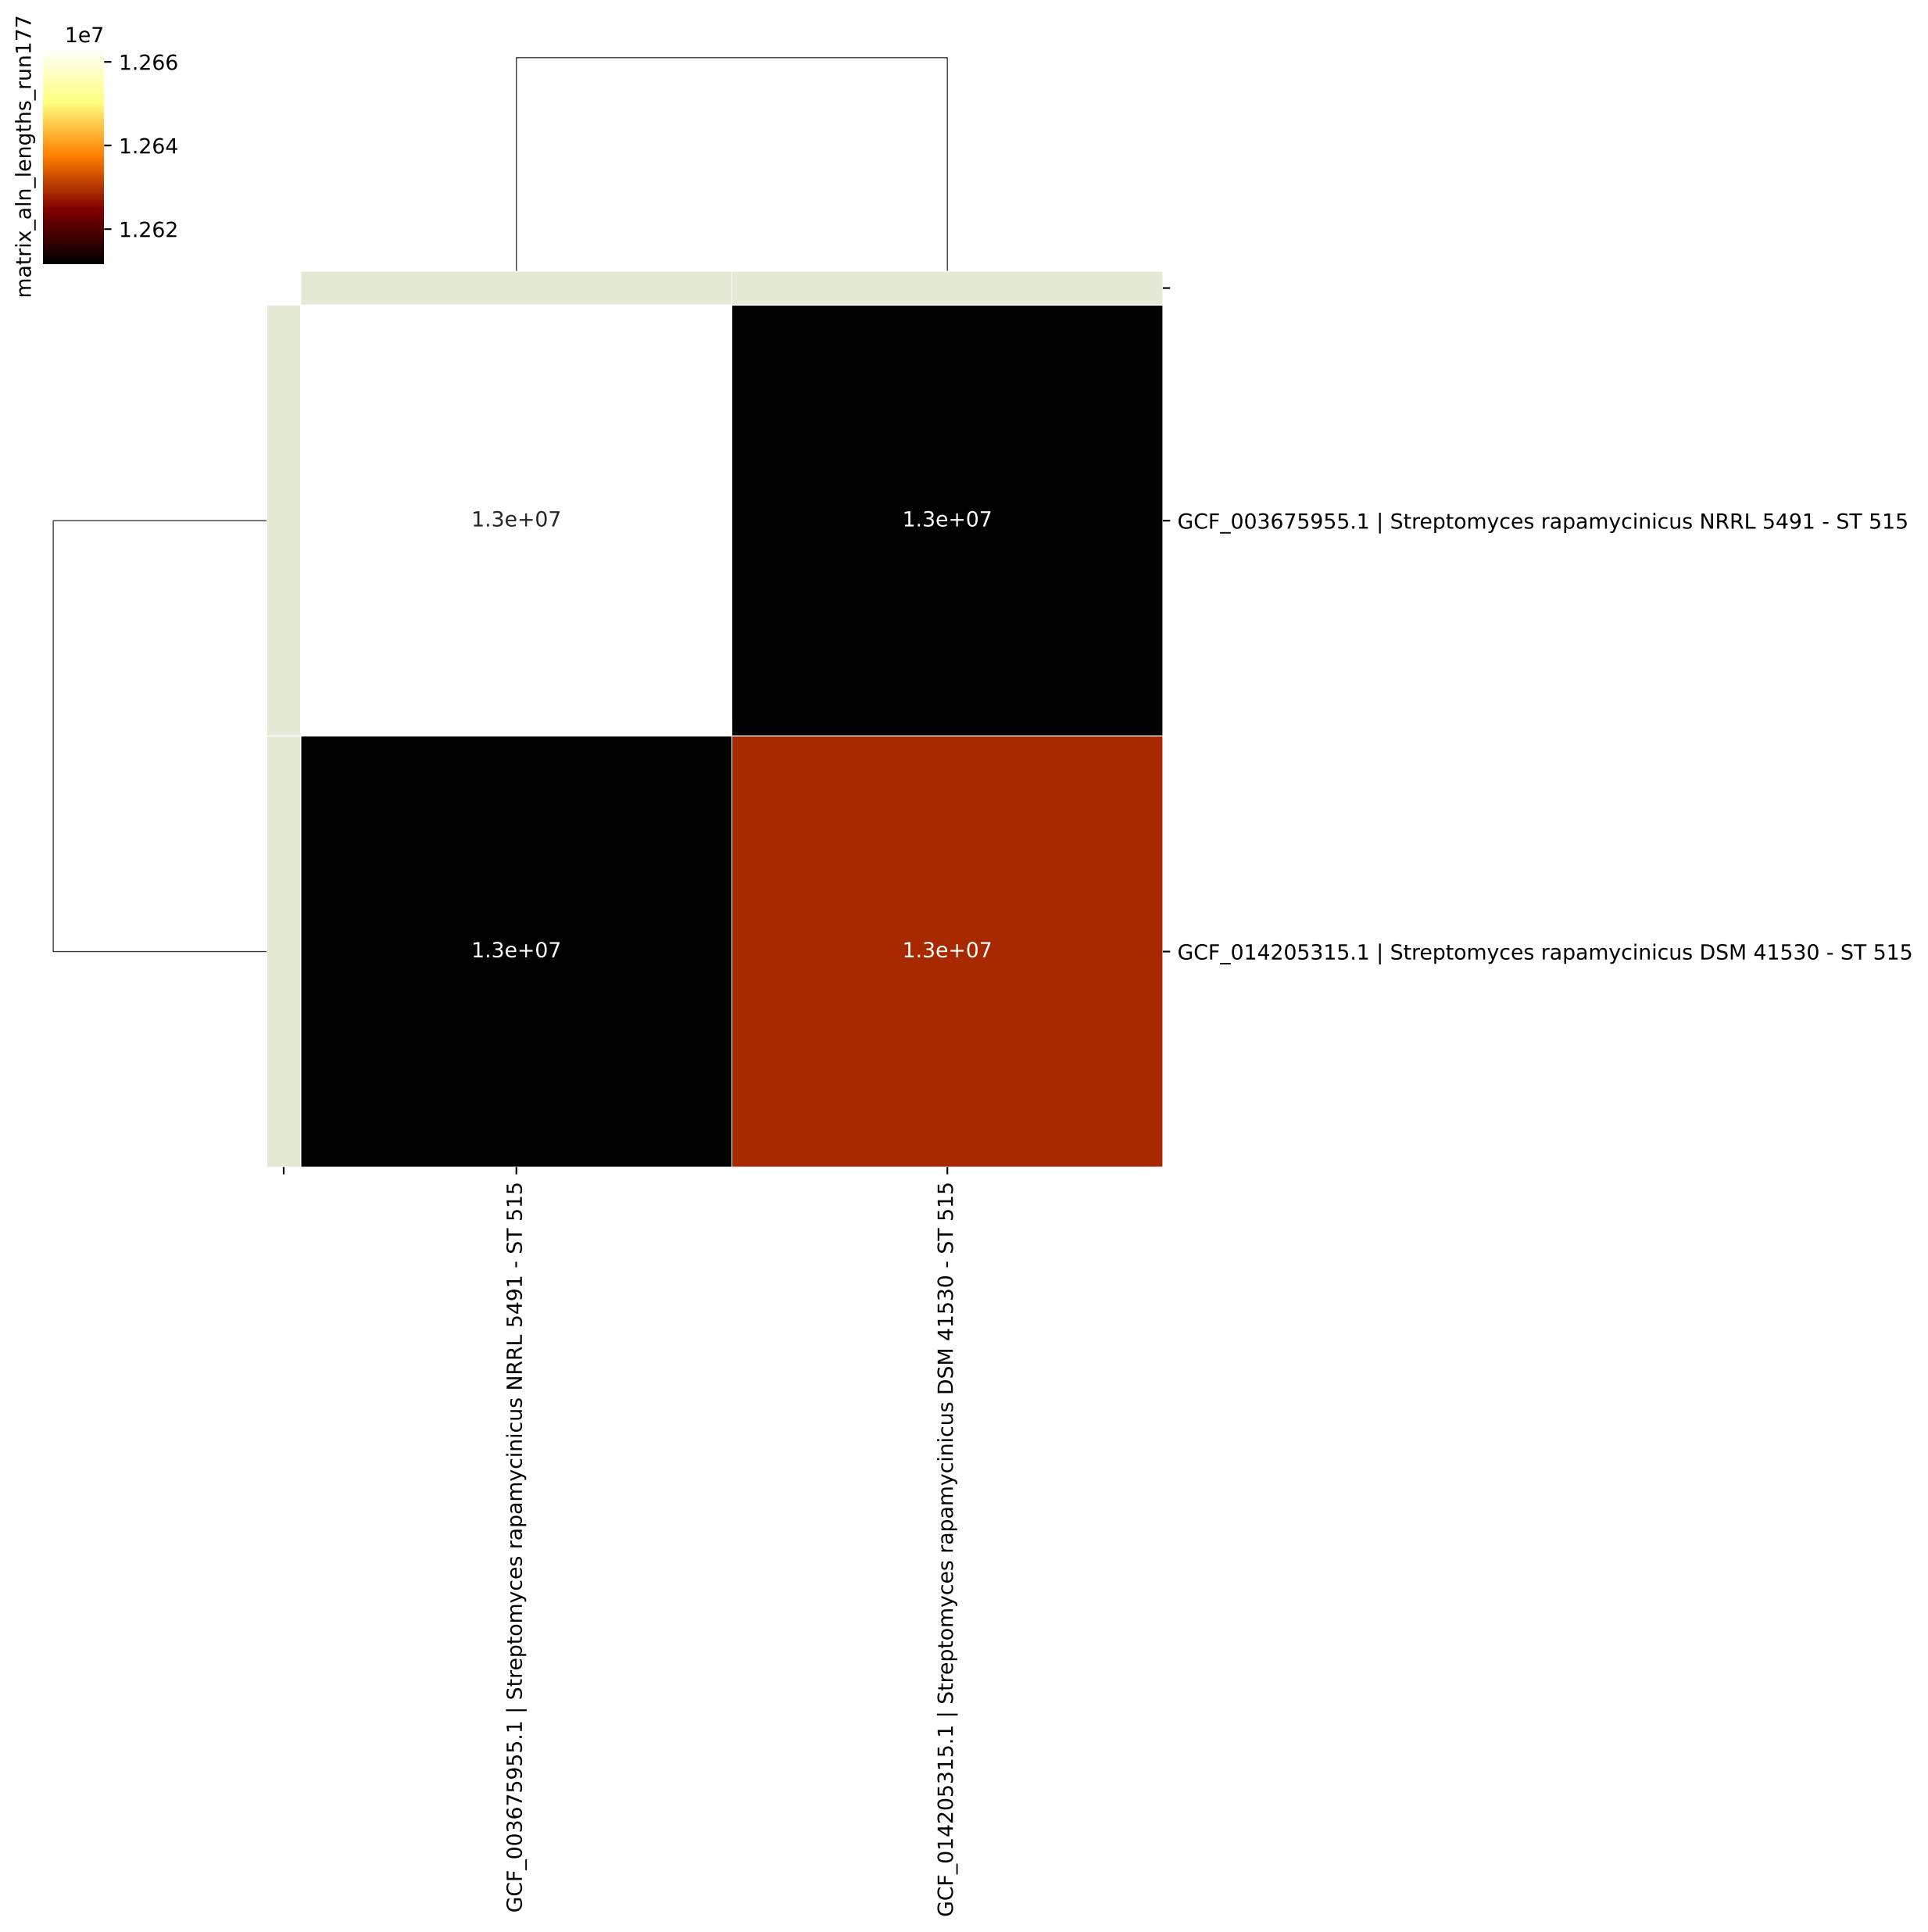 matrix_aln_lengths_run177
1e7
1.266
1.264
1.262
1.3e+07
1.3e+07
GCF_003675955.1 | Streptomyces rapamycinicus NRRL 5491 - ST 515
1.3e+07
1.3e+07
GCF_014205315.1 | Streptomyces rapamycinicus DSM 41530 - ST 515
GCF_003675955.1 | Streptomyces rapamycinicus NRRL 5491 - ST 515
GCF_014205315.1 | Streptomyces rapamycinicus DSM 41530 - ST 515